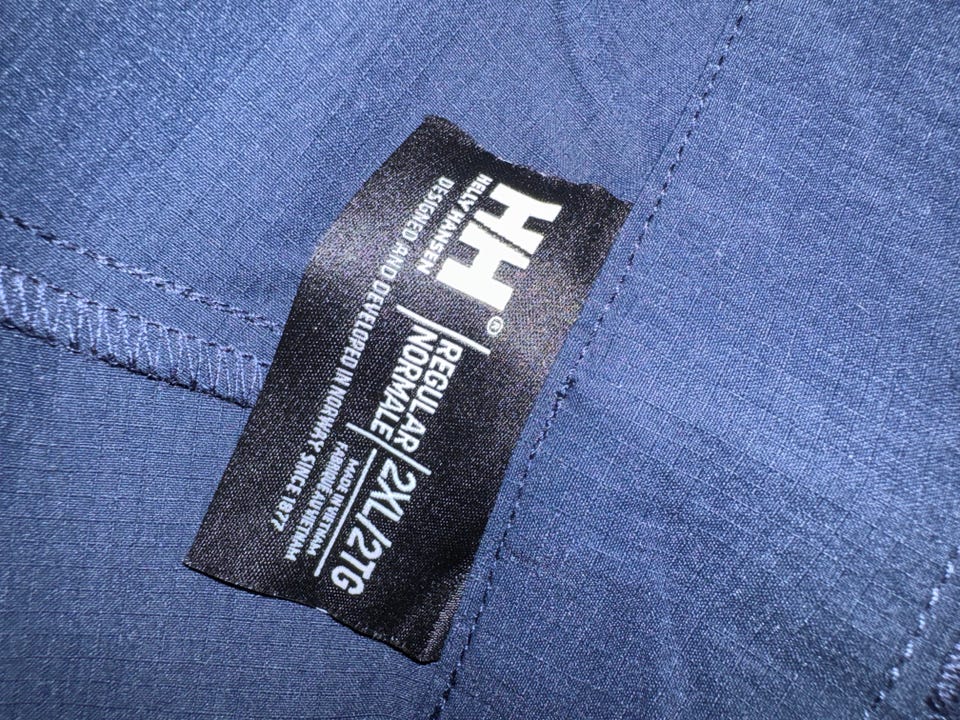 HH®
HELLY HANSEN
REGULAR
NORMALE
2XL/2TG
MADE IN VIETNAM
FABRIQUÉ AU VIETNAM
DESIGNED AND DEVELOPED IN NORWAY SINCE 1877